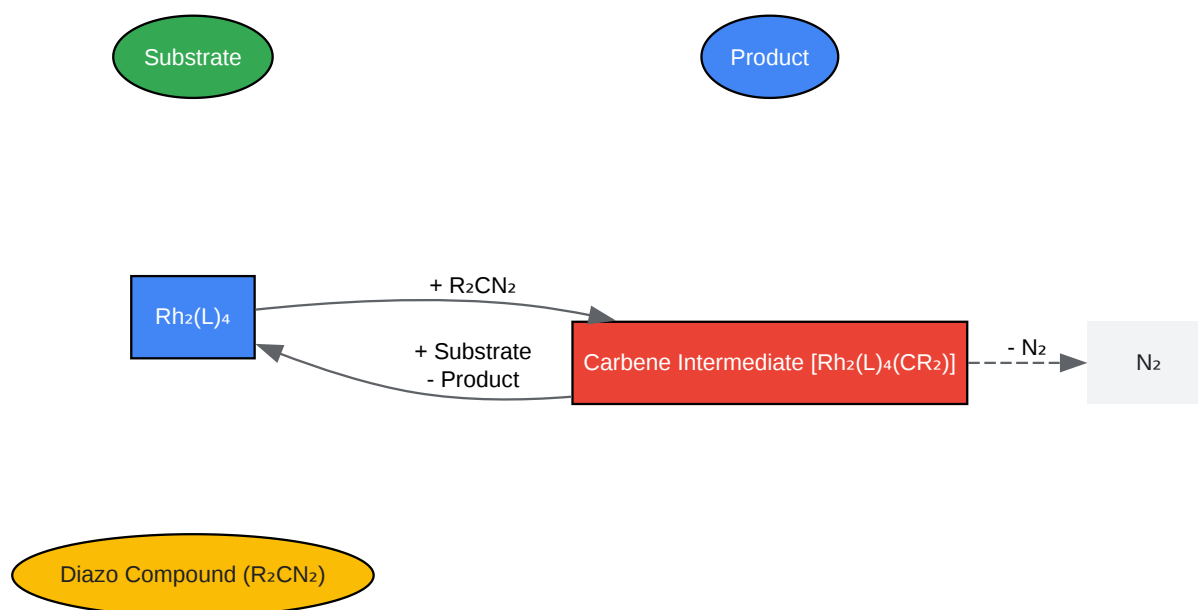 Substrate
Product
Rh₂(L)₄
+ R₂CN₂
+ Substrate
- Product
Carbene Intermediate [Rh₂(L)₄(CR₂)]
- N₂
N₂
Diazo Compound (R₂CN₂)